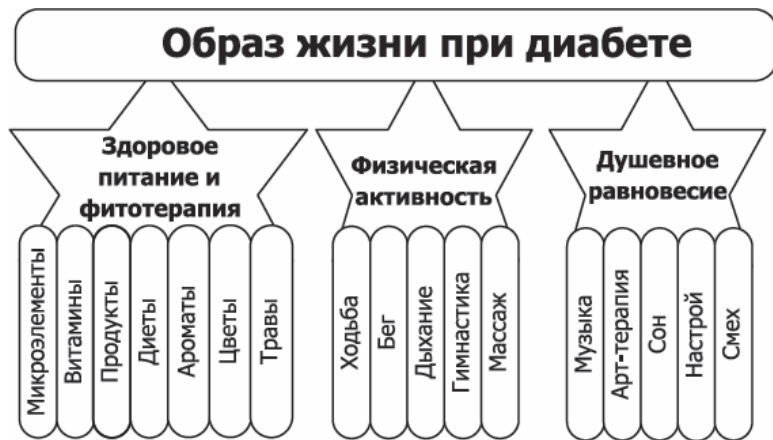 Образ жизни при диабете
Здоровое
питание и
фитотерапия
Микроэлементы
Витамины
Продукты
Диеты
Ароматы
Цветы
Травы
Физическая
активность
Ходьба
Бег
Дыхание
Гимнастика
Массаж
Душевное
равновесие
Музыка
Арт-терапия
Сон
Настрой
Смех